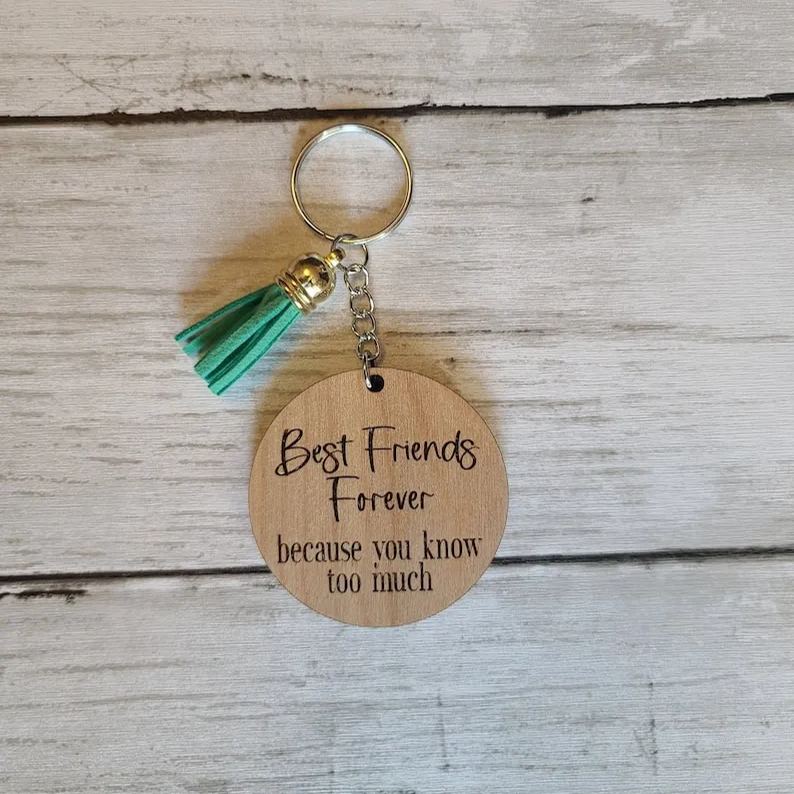 Best Friends
Forever
because you know
too much